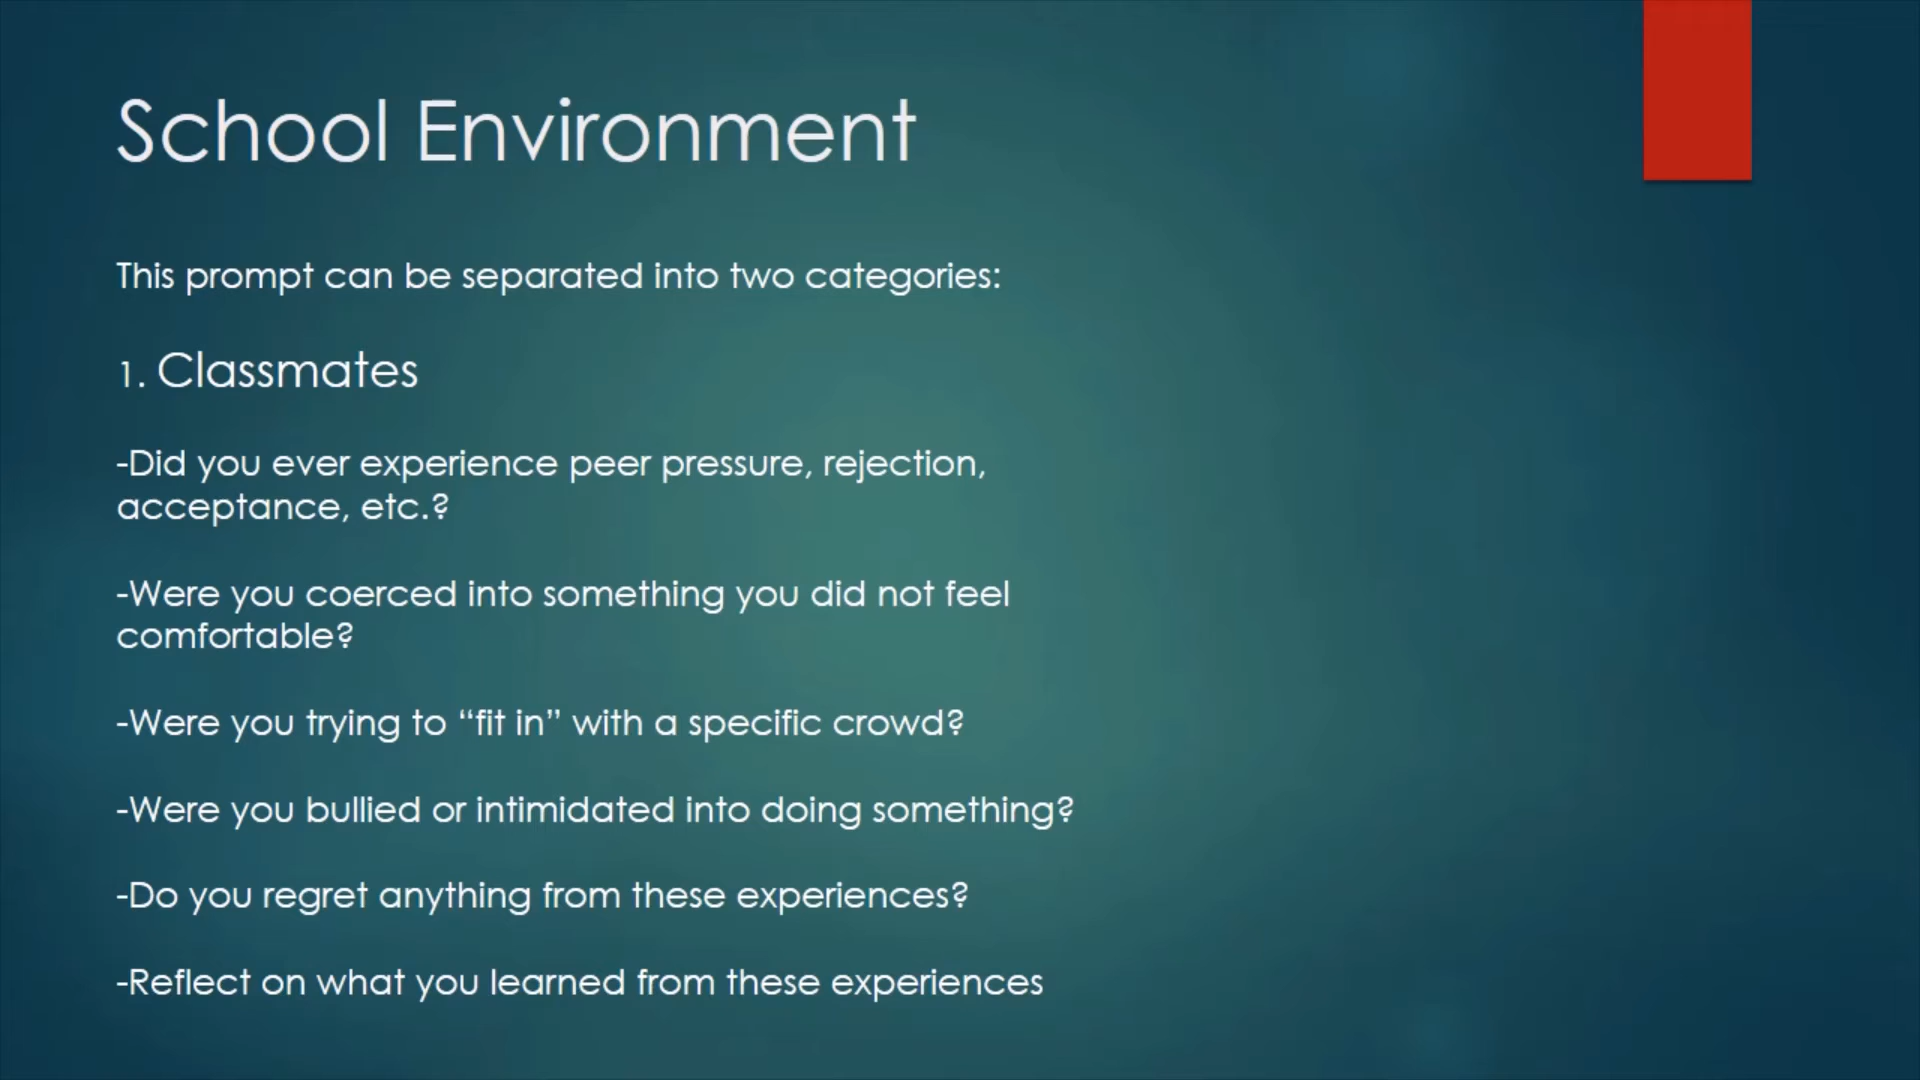 School Environment
This prompt can be separated into two categories:
1. Classmates
-Did you ever experience peer pressure, rejection,
acceptance, etc.?
-Were you coerced into something you did not feel
comfortable?
-Were you trying to “fit in” with a specific crowd?
-Were you bullied or intimidated into doing something?
-Do you regret anything from these experiences?
-Reflect on what you learned from these experiences